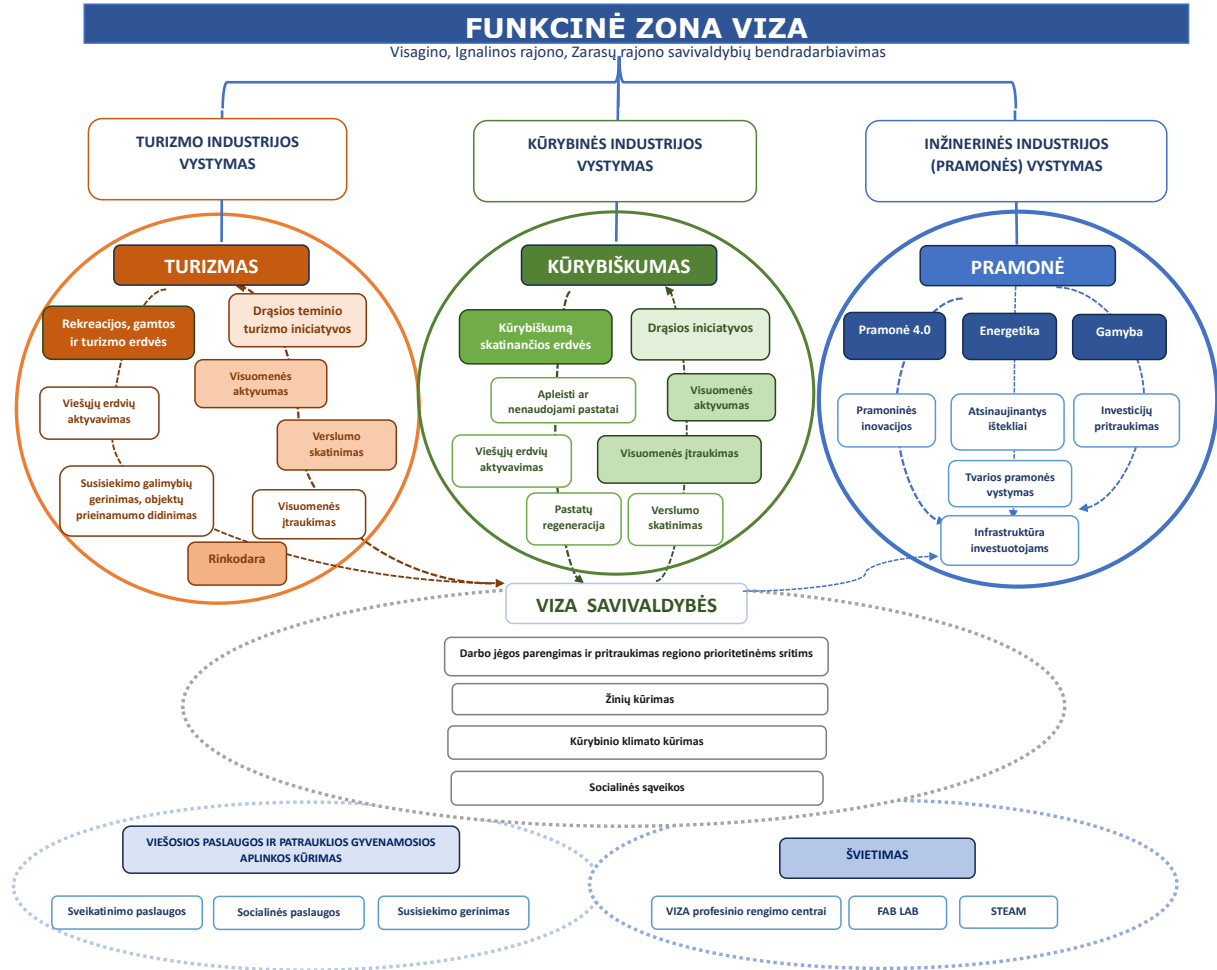 FUNKCINĖ ZONA VIZA
Visagino, Ignalinos rajono, Zarasų rajono savivaldybių bendradarbiavimas
TURIZMO INDUSTRIJOS
VYSTYMAS
KŪRYBINĖS INDUSTRIJOS
VYSTYMAS
INŽINERINĖS INDUSTRIJOS
(PRAMONĖS) VYSTYMAS
TURIZMAS
Rekreacijos, gamtos
ir turizmo erdvės
Drąsios teminio
turizmo iniciatyvos
Visuomenės
aktyvumas
Viešųjų erdvių
aktyvavimas
Verslumo
skatinimas
Susisiekimo galimybių
gerinimas, objektų
prieinamumo didinimas
Visuomenės
įtraukimas
Rinkodara
KŪRYBIŠKUMAS
Kūrybiškumą
skatinančios erdvės
Drąsios iniciatyvos
Apleisti ar
nenaudojami pastatai
Visuomenės
aktyvumas
Viešųjų erdvių
aktyvavimas
Visuomenės įtraukimas
Pastatų
regeneracija
Verslumo
skatinimas
PRAMONĖ
Pramonė 4.0
Energetika
Gamyba
Pramoninės
inovacijos
Atsinaujinantys
ištekliai
Investicijų
pritraukimas
Tvarios pramonės
vystymas
Infrastruktūra
investuotojams
VIZA SAVIVALDYBĖS
Darbo jėgos parengimas ir pritraukimas regiono prioritetinėms sritims
Žinių kūrimas
Kūrybinio klimato kūrimas
Socialinės sąveikos
VIEŠOSIOS PASLAUGOS IR PATRAUKLIOS GYVENAMOSIOS
APLINKOS KŪRIMAS
Sveikatinimo paslaugos
Socialinės paslaugos
Susisiekimo gerinimas
ŠVIETIMAS
VIZA profesinio rengimo centrai
FAB LAB
STEAM